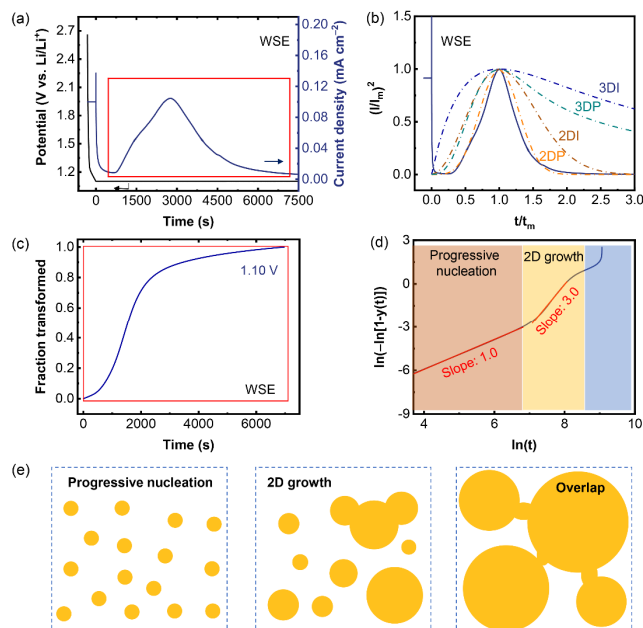 (a)
WSE
Potential (V vs. Li/Li⁺)
2.7
2.4
2.1
1.8
1.5
1.2
0.20
0.16
0.12
0.08
0.04
0.00
Current density (mA cm⁻²)
0 1500 3000 4500 6000 7500
Time (s)
(b)
WSE
(I/Iₘ)²
1.5
1.0
0.5
0.0
3DI
3DP
2DI
2DP
0.0 0.5 1.0 1.5 2.0 2.5 3.0
t/tₘ
(c)
1.10 V
Fraction transformed
1.0
0.8
0.6
0.4
0.2
0.0
WSE
0 2000 4000 6000
Time (s)
(d)
Progressive
nucleation
2D growth
ln(−ln[1-y(t)])
3
0
-3
-6
-9
Slope: 1.0
Slope: 3.0
4 6 8 10
ln(t)
(e)
Progressive nucleation
2D growth
Overlap